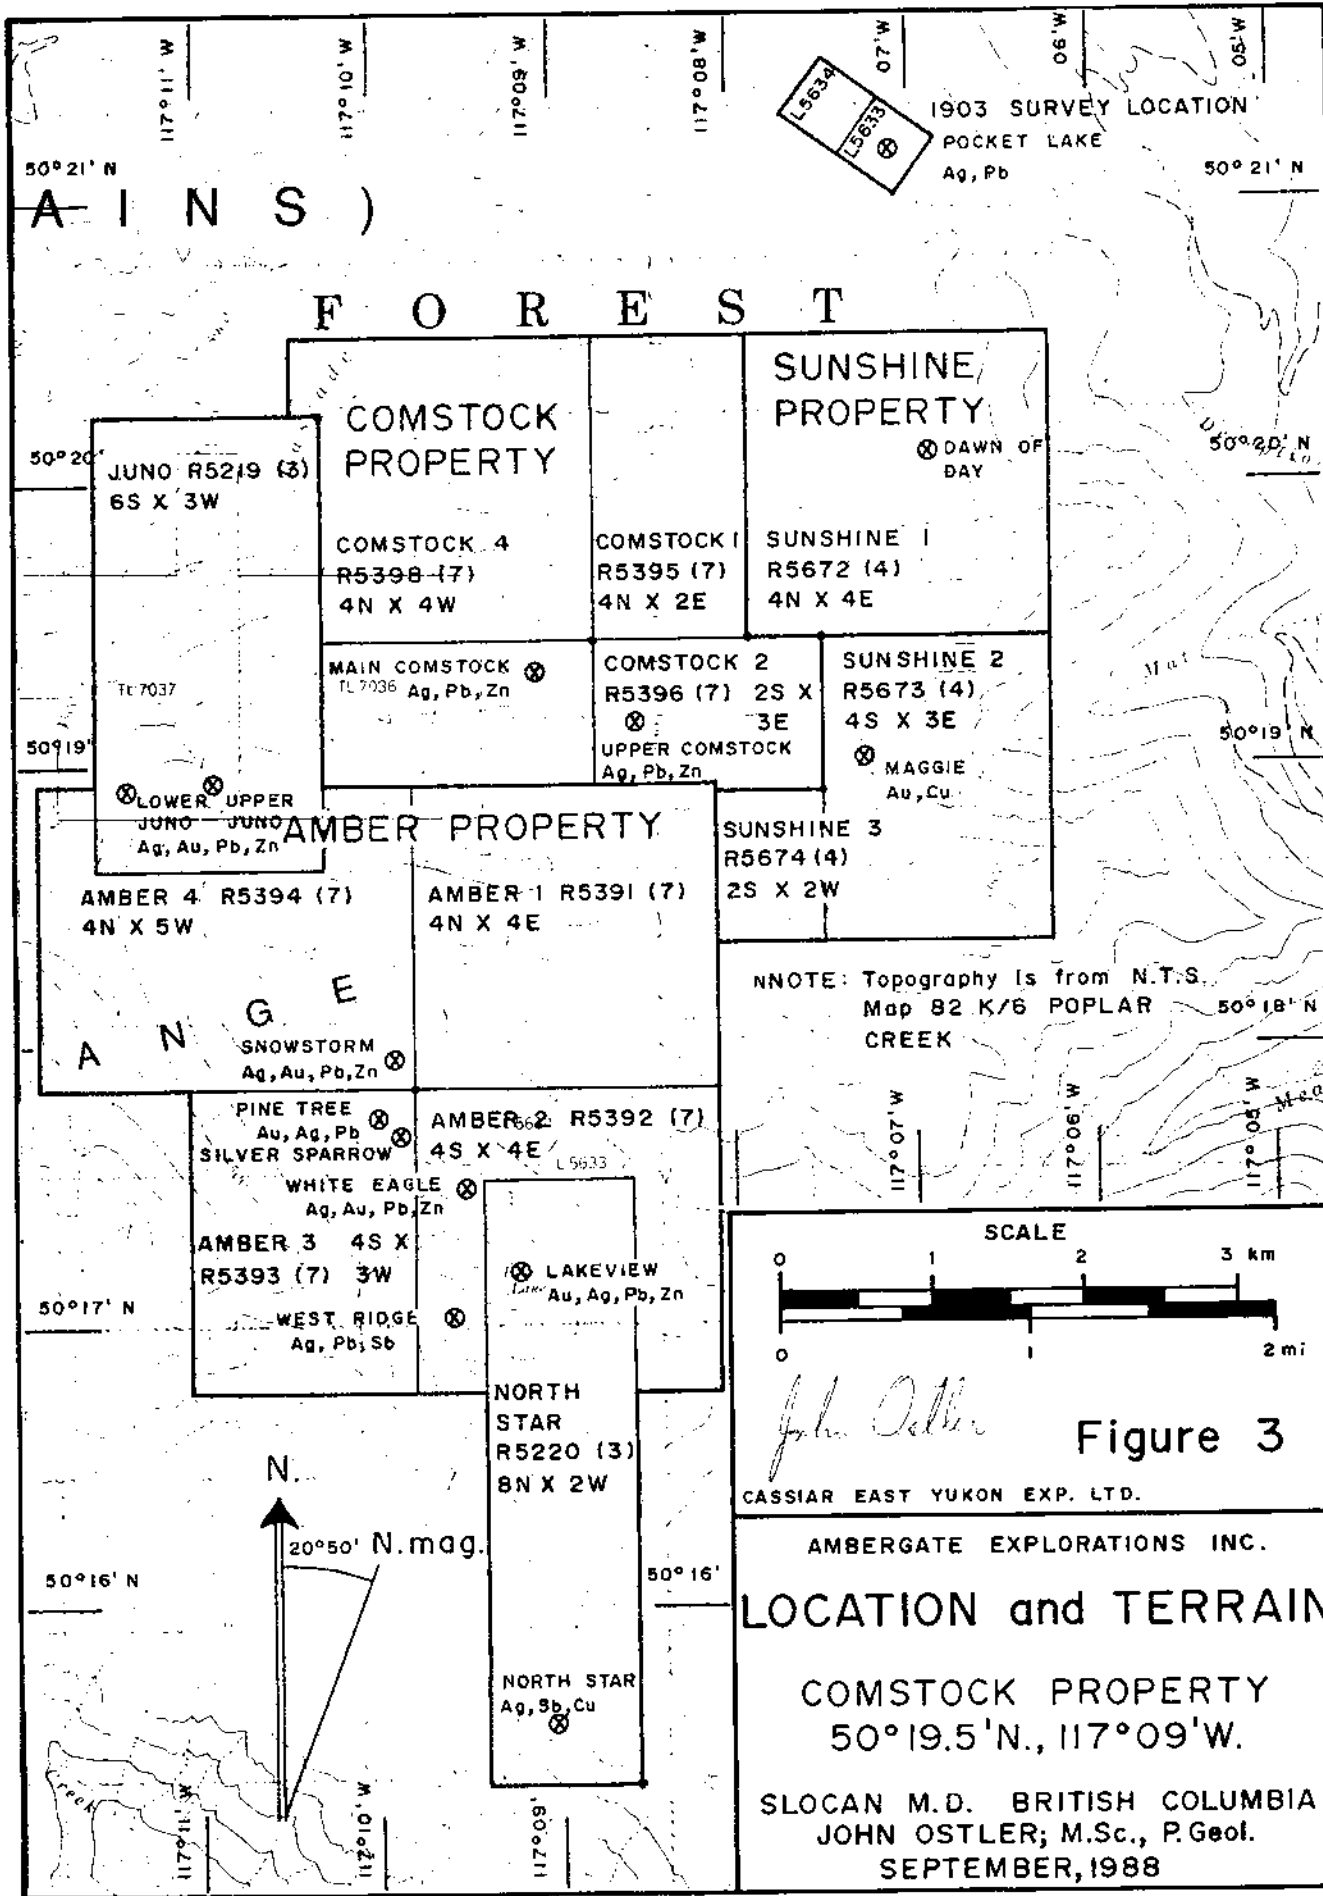 117°11' W
117°10' W
117°09' W
117°08' W
07' W
06' W
05' W
L5634
L5633
1903 SURVEY LOCATION
POCKET LAKE
Ag, Pb
50° 21' N
50° 21' N
A I N S )
F O R E S T
COMSTOCK
PROPERTY
SUNSHINE
PROPERTY
DAWN OF
DAY
50°20'
50°20' N
JUNO R5219 (3)
6S X 3W
COMSTOCK 4
R5398 (7)
4N X 4W
COMSTOCK 1
R5395 (7)
4N X 2E
SUNSHINE 1
R5672 (4)
4N X 4E
MAIN COMSTOCK
TL 7036 Ag, Pb, Zn
TL 7037
COMSTOCK 2
R5396 (7) 2S X
3E
UPPER COMSTOCK
Ag, Pb, Zn
SUNSHINE 2
R5673 (4)
4S X 3E
MAGGIE
Au, Cu
Mat
50°19'
50°19' N
LOWER UPPER
JUNO JUNO
Ag, Au, Pb, Zn
AMBER PROPERTY
SUNSHINE 3
R5674 (4)
2S X 2W
AMBER 4 R5394 (7)
4N X 5W
AMBER 1 R5391 (7)
4N X 4E
A N G E
NNOTE: Topography is from N.T.S.
Map 82 K/6 POPLAR
CREEK
50°18' N
SNOWSTORM
Ag, Au, Pb, Zn
PINE TREE
Au, Ag, Pb
SILVER SPARROW
AMBER 2 R5392 (7)
4S X 4E
L 5633
WHITE EAGLE
Ag, Au, Pb, Zn
AMBER 3 4S X
R5393 (7) 3W
LAKEVIEW
Au, Ag, Pb, Zn
50°17' N
WEST RIDGE
Ag, Pb, Sb
117°07' W
117°06' W
117°05' W
SCALE
0 1 2 3 km
0 1 2 mi
John Ostler
Figure 3
CASSIAR EAST YUKON EXP. LTD.
NORTH
STAR
R5220 (3)
8N X 2W
N.
20°50' N.mag.
50°16' N
50°16'
NORTH STAR
Ag, Sb, Cu
Creek
117°11' W
117°10' W
117°09'
AMBERGATE EXPLORATIONS INC.
LOCATION and TERRAIN
COMSTOCK PROPERTY
50°19.5'N., 117°09'W.
SLOCAN M.D. BRITISH COLUMBIA
JOHN OSTLER; M.Sc., P.Geol.
SEPTEMBER, 1988